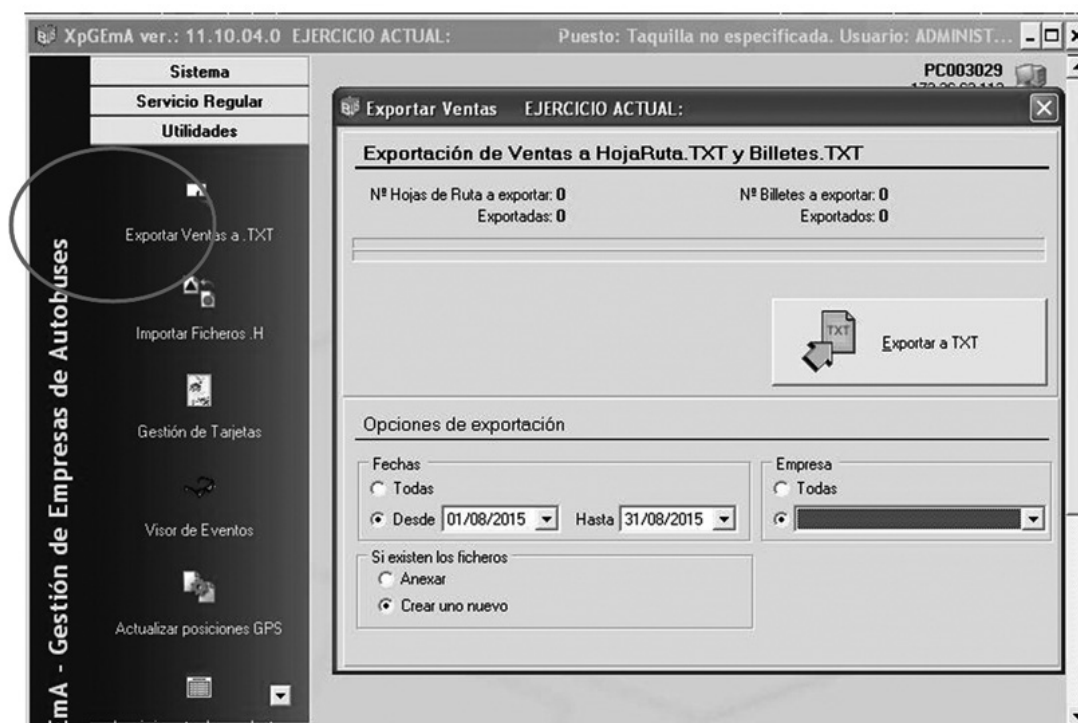 XpGEmA ver.: 11.10.04.0 EJERCICIO ACTUAL: Puesto: Taquilla no especificada. Usuario: ADMINIST...
Sistema
Servicio Regular
Utilidades
Exportar Ventas a .TXT
Importar Ficheros .H
Gestión de Tarjetas
Visor de Eventos
Actualizar posiciones GPS
EmA - Gestión de Empresas de Autobuses
PC003029
Exportar Ventas EJERCICIO ACTUAL:
Exportación de Ventas a HojaRuta.TXT y Billetes.TXT
Nº Hojas de Ruta a exportar: 0 Nº Billetes a exportar: 0
Exportadas: 0 Exportados: 0
TXT
Exportar a TXT
Opciones de exportación
Fechas Empresa
Todas Todas
Desde 01/08/2015 Hasta 31/08/2015
Si existen los ficheros
Anexar
Crear uno nuevo